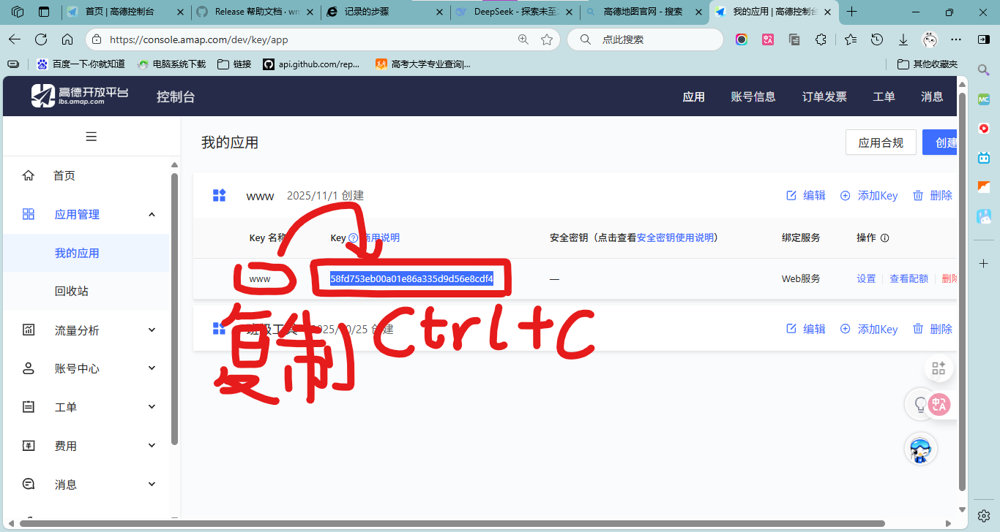 首页 | 高德控制台
Release 帮助文档 · wn
记录的步骤
DeepSeek - 探索未至
高德地图官网 - 搜索
我的应用 | 高德控制台
https://console.amap.com/dev/key/app
点此搜索
百度一下·你就知道
电脑系统下载
链接
api.github.com/rep...
高考大学专业查询|...
其他收藏夹
高德开放平台
lbs.amap.com
控制台
应用
账号信息
订单发票
工单
消息
我的应用
应用合规
创建
首页
应用管理
我的应用
回收站
流量分析
账号中心
工单
费用
消息
www 2025/11/1 创建
编辑
添加Key
删除
Key 名称
Key
商用说明
安全密钥（点击查看安全密钥使用说明）
绑定服务
操作
www
58fd753eb00a01e86a335d9d56e8cdf4
—
Web服务
设置
查看配额
删除
班级工具 2025/10/25 创建
编辑
添加Key
删除
复制 Ctrl+C
中A
MC